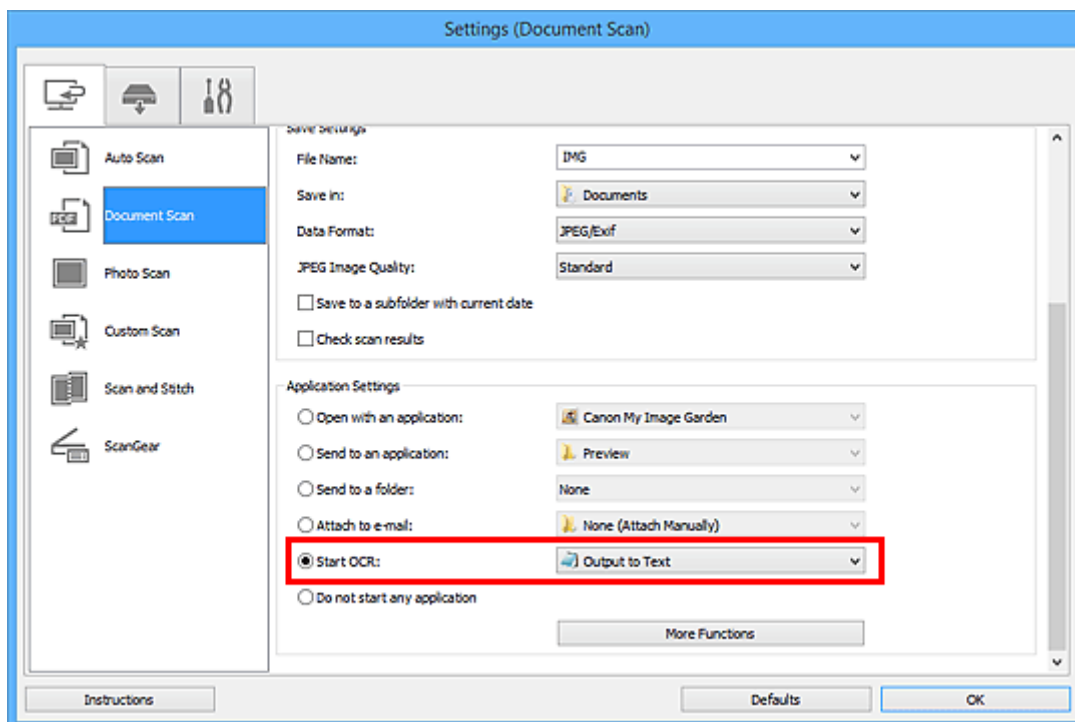 Settings (Document Scan)
Save Settings
Auto Scan
File Name: IMG
Save in: Documents
PDF Document Scan
Data Format: JPEG/Exif
Photo Scan
JPEG Image Quality: Standard
Save to a subfolder with current date
Custom Scan
Check scan results
Scan and Stitch
Application Settings
Open with an application: Canon My Image Garden
ScanGear
Send to an application: Preview
Send to a folder: None
Attach to e-mail: None (Attach Manually)
Start OCR: Output to Text
Do not start any application
More Functions
Instructions
Defaults
OK